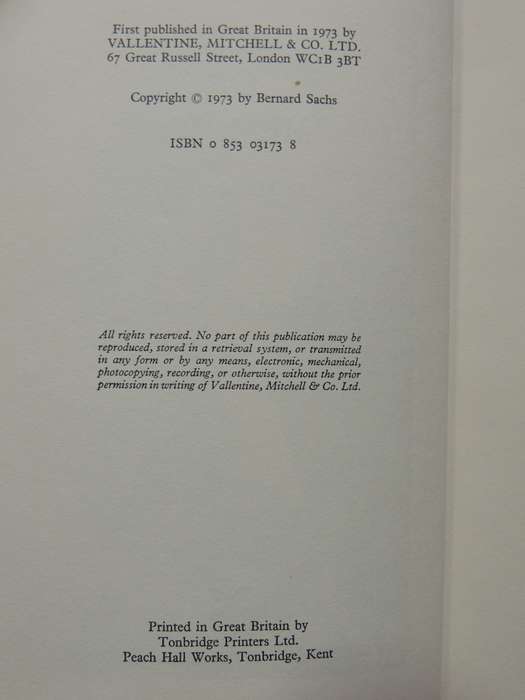 First published in Great Britain in 1973 by
VALLENTINE, MITCHELL & CO. LTD.
67 Great Russell Street, London WC1B 3BT
Copyright © 1973 by Bernard Sachs
ISBN 0 853 03173 8
All rights reserved. No part of this publication may be
reproduced, stored in a retrieval system, or transmitted
in any form or by any means, electronic, mechanical,
photocopying, recording, or otherwise, without the prior
permission in writing of Vallentine, Mitchell & Co. Ltd.
Printed in Great Britain by
Tonbridge Printers Ltd.
Peach Hall Works, Tonbridge, Kent